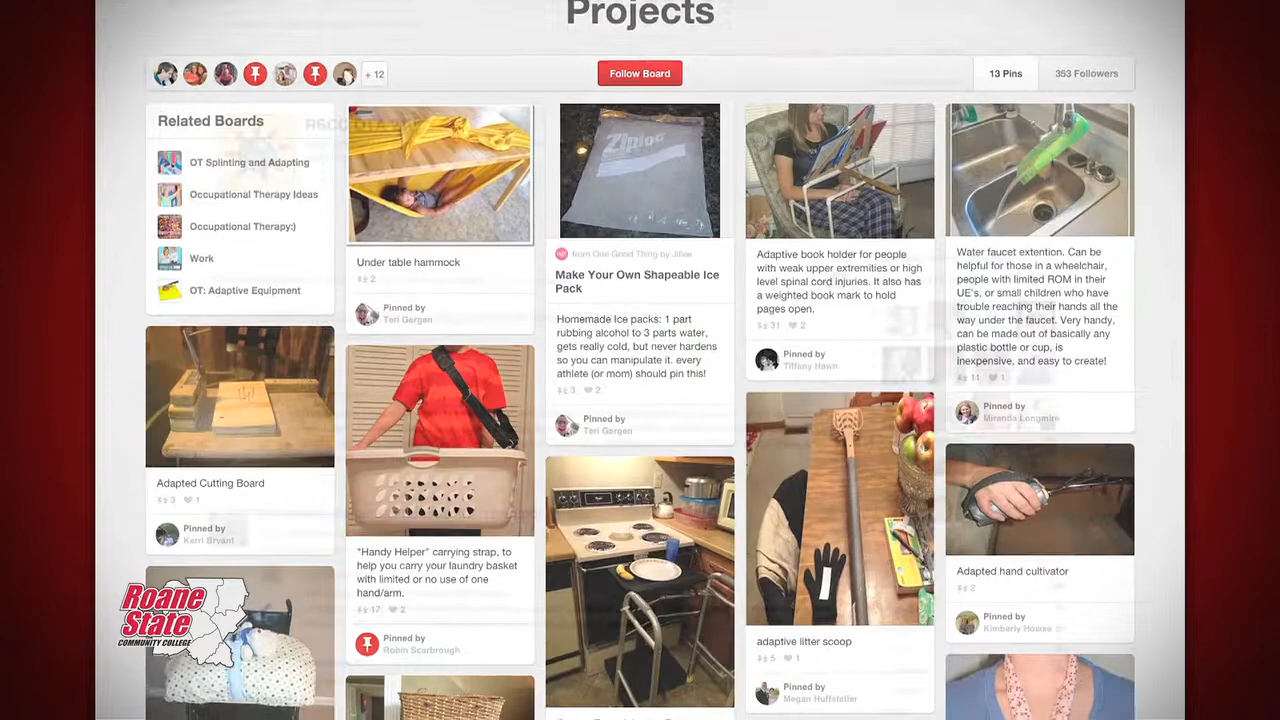 Projects
+ 12
Follow Board
13 Pins
353 Followers
Related Boards
OT Splinting and Adapting
Occupational Therapy Ideas
Occupational Therapy:)
Work
OT: Adaptive Equipment
Adapted Cutting Board
3 1
Pinned by
Kerri Bryant
Roane
State
COMMUNITY COLLEGE
Under table hammock
2
Pinned by
Teri Gergen
"Handy Helper" carrying strap, to
help you carry your laundry basket
with limited or no use of one
hand/arm.
17 2
Pinned by
Robin Scarbrough
Ziploc
from One Good Thing by Jillee
Make Your Own Shapeable Ice
Pack
Homemade Ice packs: 1 part
rubbing alcohol to 3 parts water,
gets really cold, but never hardens
so you can manipulate it. every
athlete (or mom) should pin this!
3 2
Pinned by
Teri Gergen
Adaptive book holder for people
with weak upper extremities or high
level spinal cord injuries. It also has
a weighted book mark to hold
pages open.
31 2
Pinned by
Tiffany Hawn
adaptive litter scoop
5 1
Pinned by
Megan Huffstetler
Water faucet extention. Can be
helpful for those in a wheelchair,
people with limited ROM in their
UE's, or small children who have
trouble reaching their hands all the
way under the faucet. Very handy,
can be made out of basically any
plastic bottle or cup, is
inexpensive, and easy to create!
11 1
Pinned by
Miranda Longmire
Adapted hand cultivator
2
Pinned by
Kimberly Howae